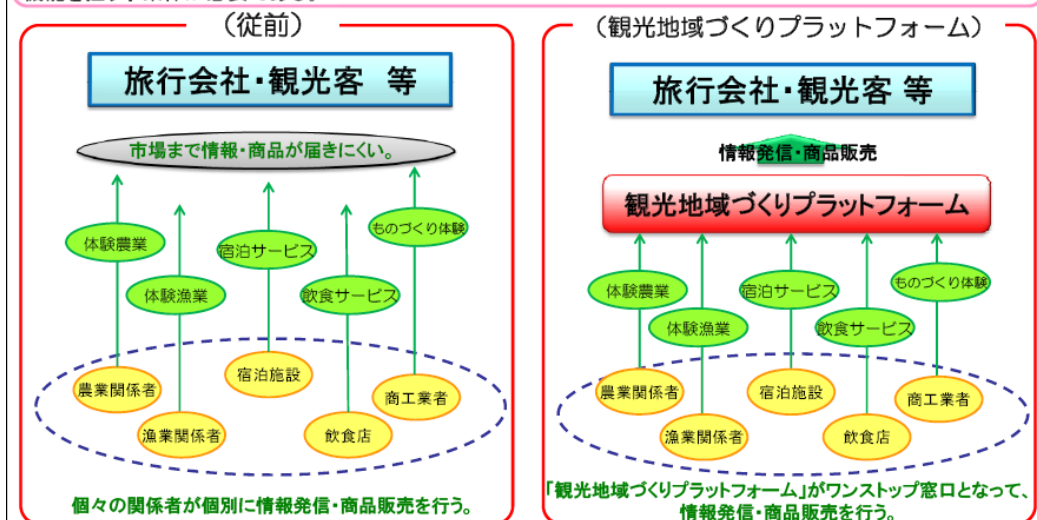 （従前）
旅行会社・観光客　等
市場まで情報・商品が届きにくい。
体験農業
宿泊サービス
ものづくり体験
体験漁業
飲食サービス
農業関係者
宿泊施設
商工業者
漁業関係者
飲食店
個々の関係者が個別に情報発信・商品販売を行う。
（観光地域づくりプラットフォーム）
旅行会社・観光客 等
情報発信・商品販売
観光地域づくりプラットフォーム
体験農業
宿泊サービス
ものづくり体験
体験漁業
飲食サービス
農業関係者
宿泊施設
商工業者
漁業関係者
飲食店
「観光地域づくりプラットフォーム」がワンストップ窓口となって、
情報発信・商品販売を行う。